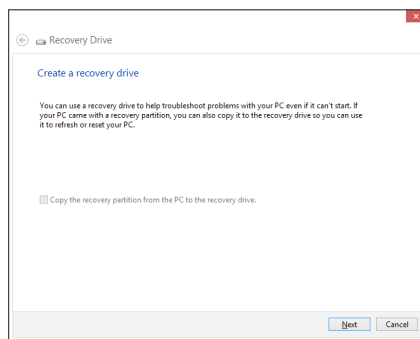 Recovery Drive
Create a recovery drive
You can use a recovery drive to help troubleshoot problems with your PC even if it can't start. If
your PC came with a recovery partition, you can also copy it to the recovery drive so you can use
it to refresh or reset your PC.
Copy the recovery partition from the PC to the recovery drive.
Next Cancel